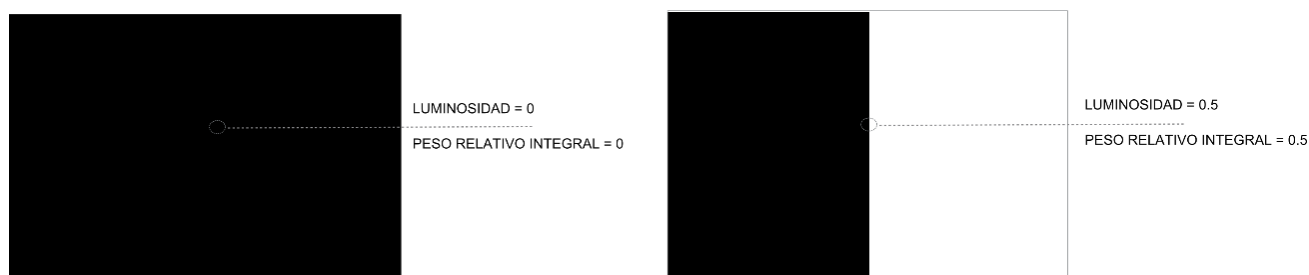 LUMINOSIDAD = 0
PESO RELATIVO INTEGRAL = 0
LUMINOSIDAD = 0.5
PESO RELATIVO INTEGRAL = 0.5